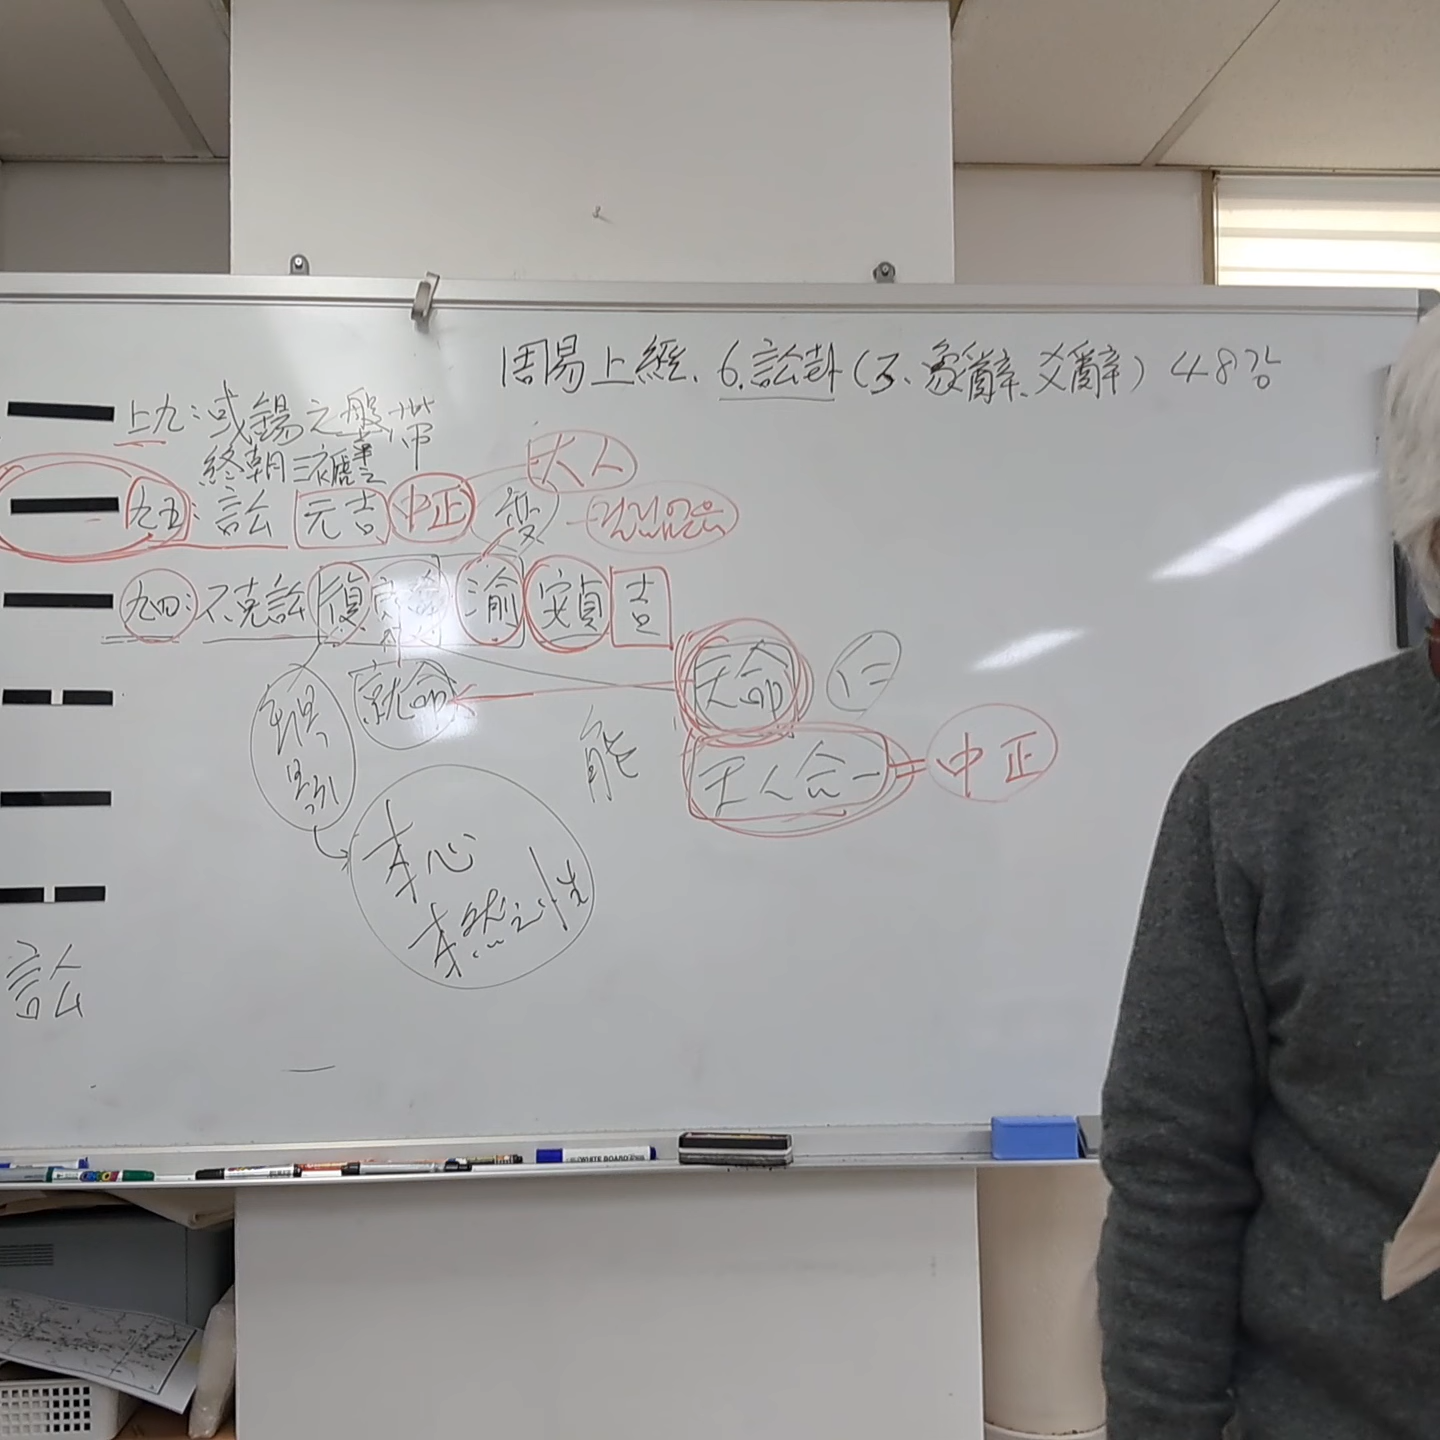 周易上經. 6.訟卦(3. 象辭. 爻辭) 48강
上九: 或錫之鞶帶
終朝三褫之
大人
九五: 訟 元吉 中正 變
九四: 不克訟 復 命 渝 安貞 吉
就命
天命 仁
能
天人合一 = 中正
本心
本然之性
訟
WHITE BOARD